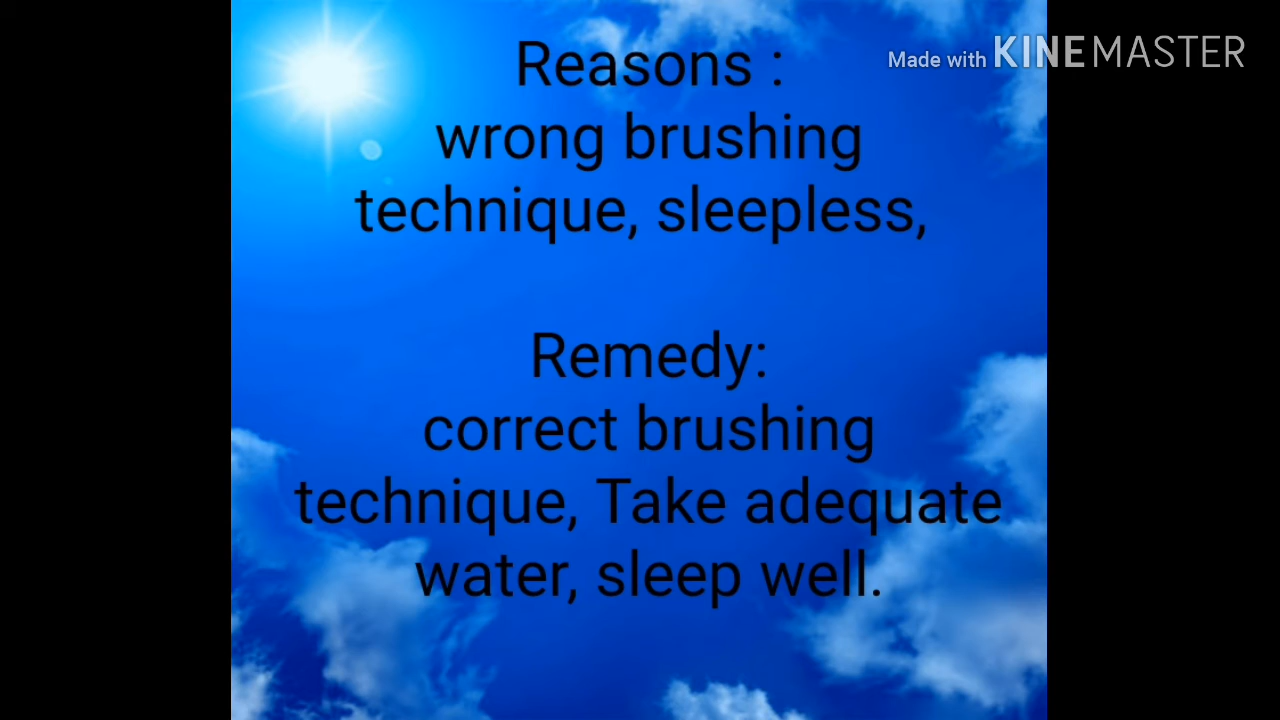 Made with KINEMASTER
Reasons :
wrong brushing
technique, sleepless,
Remedy:
correct brushing
technique, Take adequate
water, sleep well.